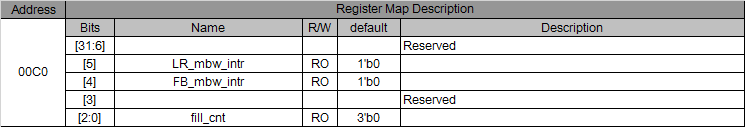 Address Register Map Description
Bits Name R/W default Description
[31:6] Reserved
[5] LR_mbw_intr RO 1'b0
[4] FB_mbw_intr RO 1'b0
00C0
[3] Reserved
[2:0] fill_cnt RO 3'b0